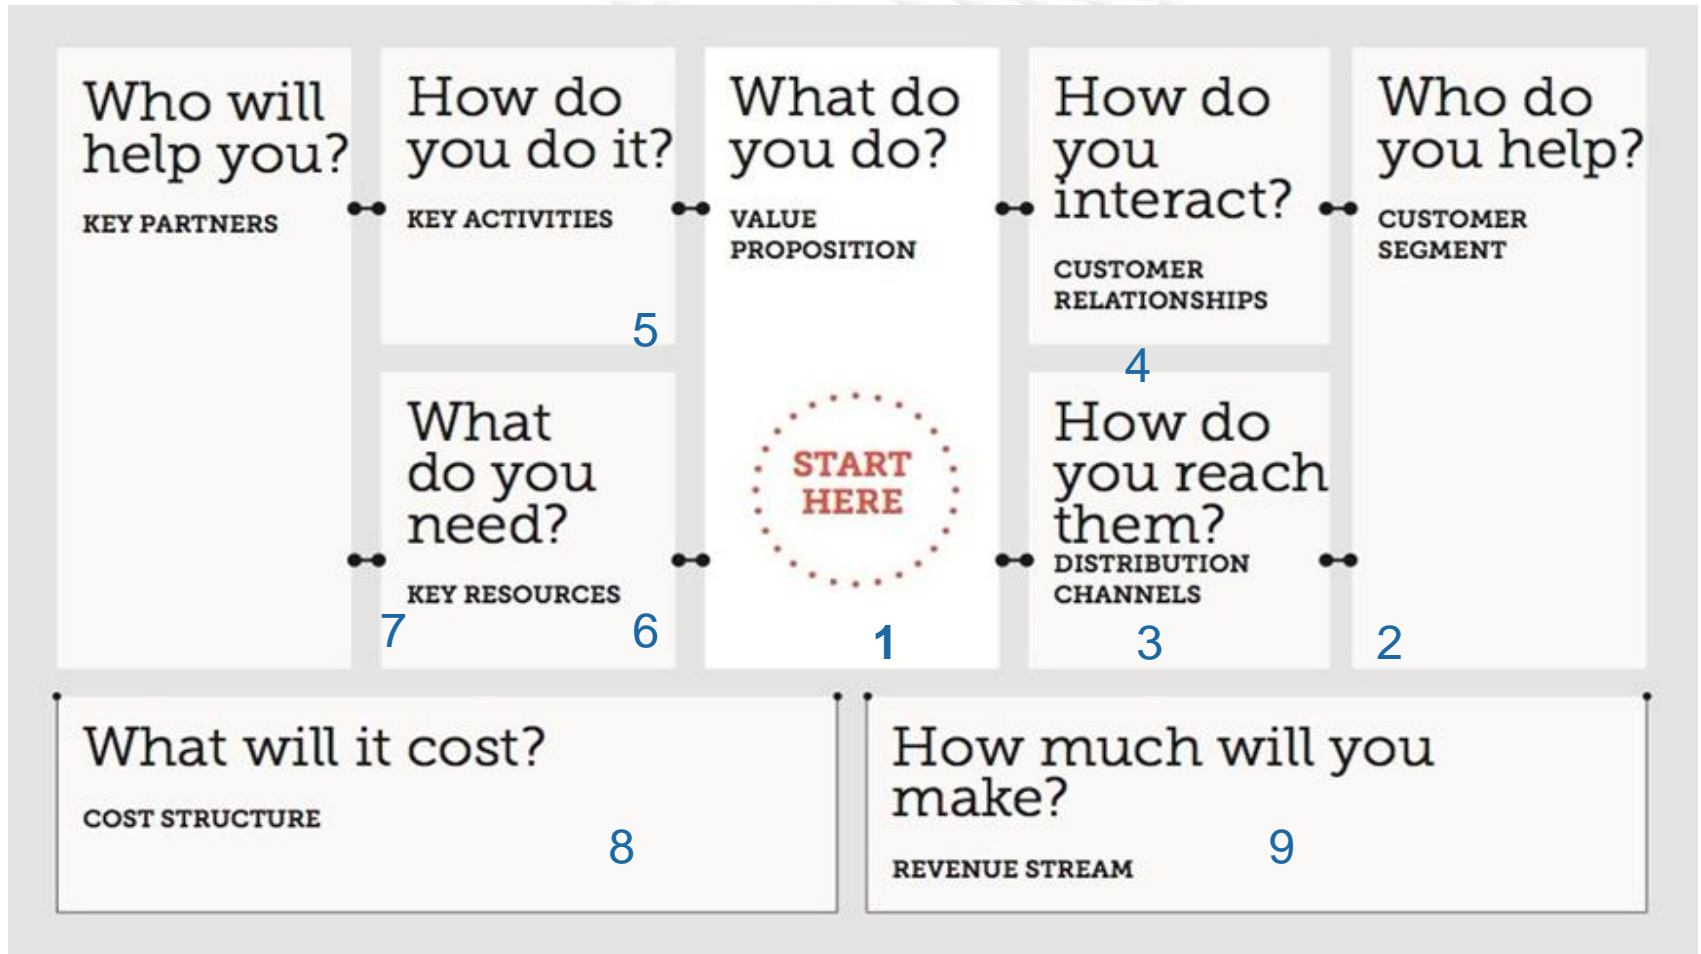 Who will
help you?
KEY PARTNERS
How do
you do it?
KEY ACTIVITIES
5
What
do you
need?
KEY RESOURCES
7
6
What do
you do?
VALUE
PROPOSITION
START
HERE
1
How do
you
interact?
CUSTOMER
RELATIONSHIPS
4
How do
you reach
them?
DISTRIBUTION
CHANNELS
3
Who do
you help?
CUSTOMER
SEGMENT
2
What will it cost?
COST STRUCTURE
8
How much will you
make?
REVENUE STREAM
9